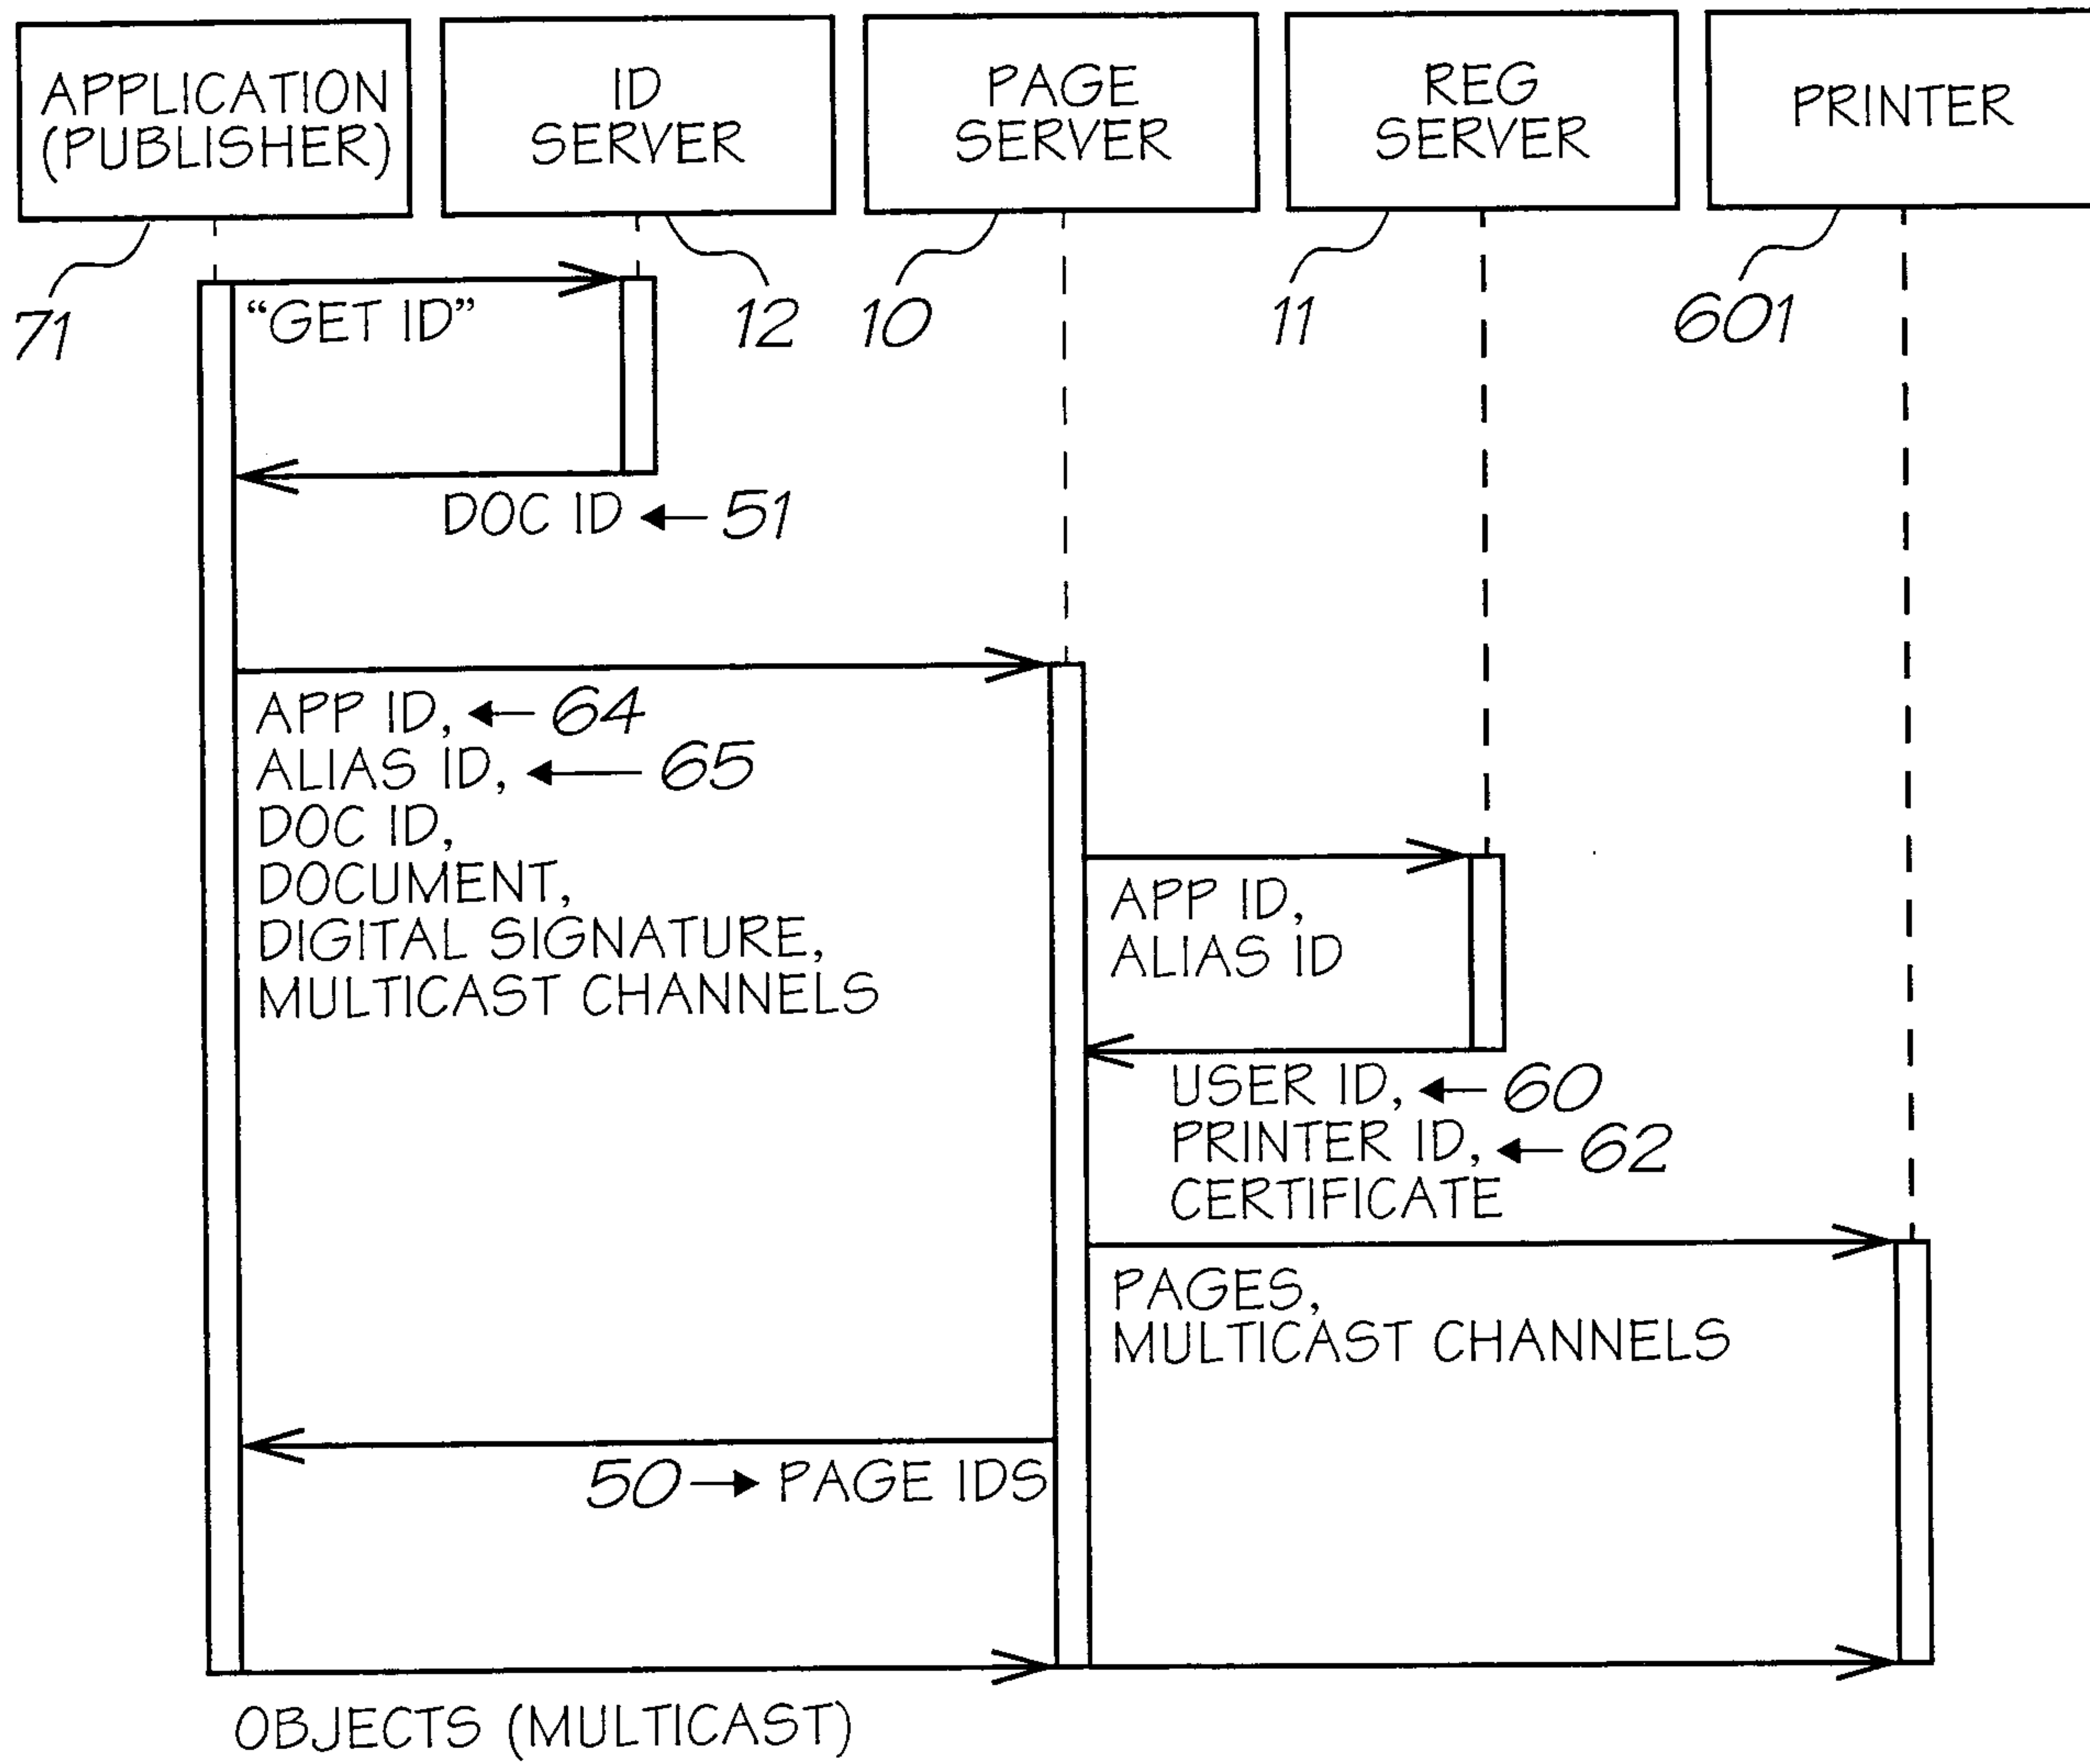 APPLICATION
(PUBLISHER)
ID
SERVER
PAGE
SERVER
REG
SERVER
PRINTER
71
12
10
11
601
“GET ID”
DOC ID
51
APP ID,
64
ALIAS ID,
65
DOC ID,
DOCUMENT,
DIGITAL SIGNATURE,
MULTICAST CHANNELS
APP ID,
ALIAS ID
USER ID,
60
PRINTER ID,
62
CERTIFICATE
PAGES,
MULTICAST CHANNELS
50
PAGE IDS
OBJECTS (MULTICAST)